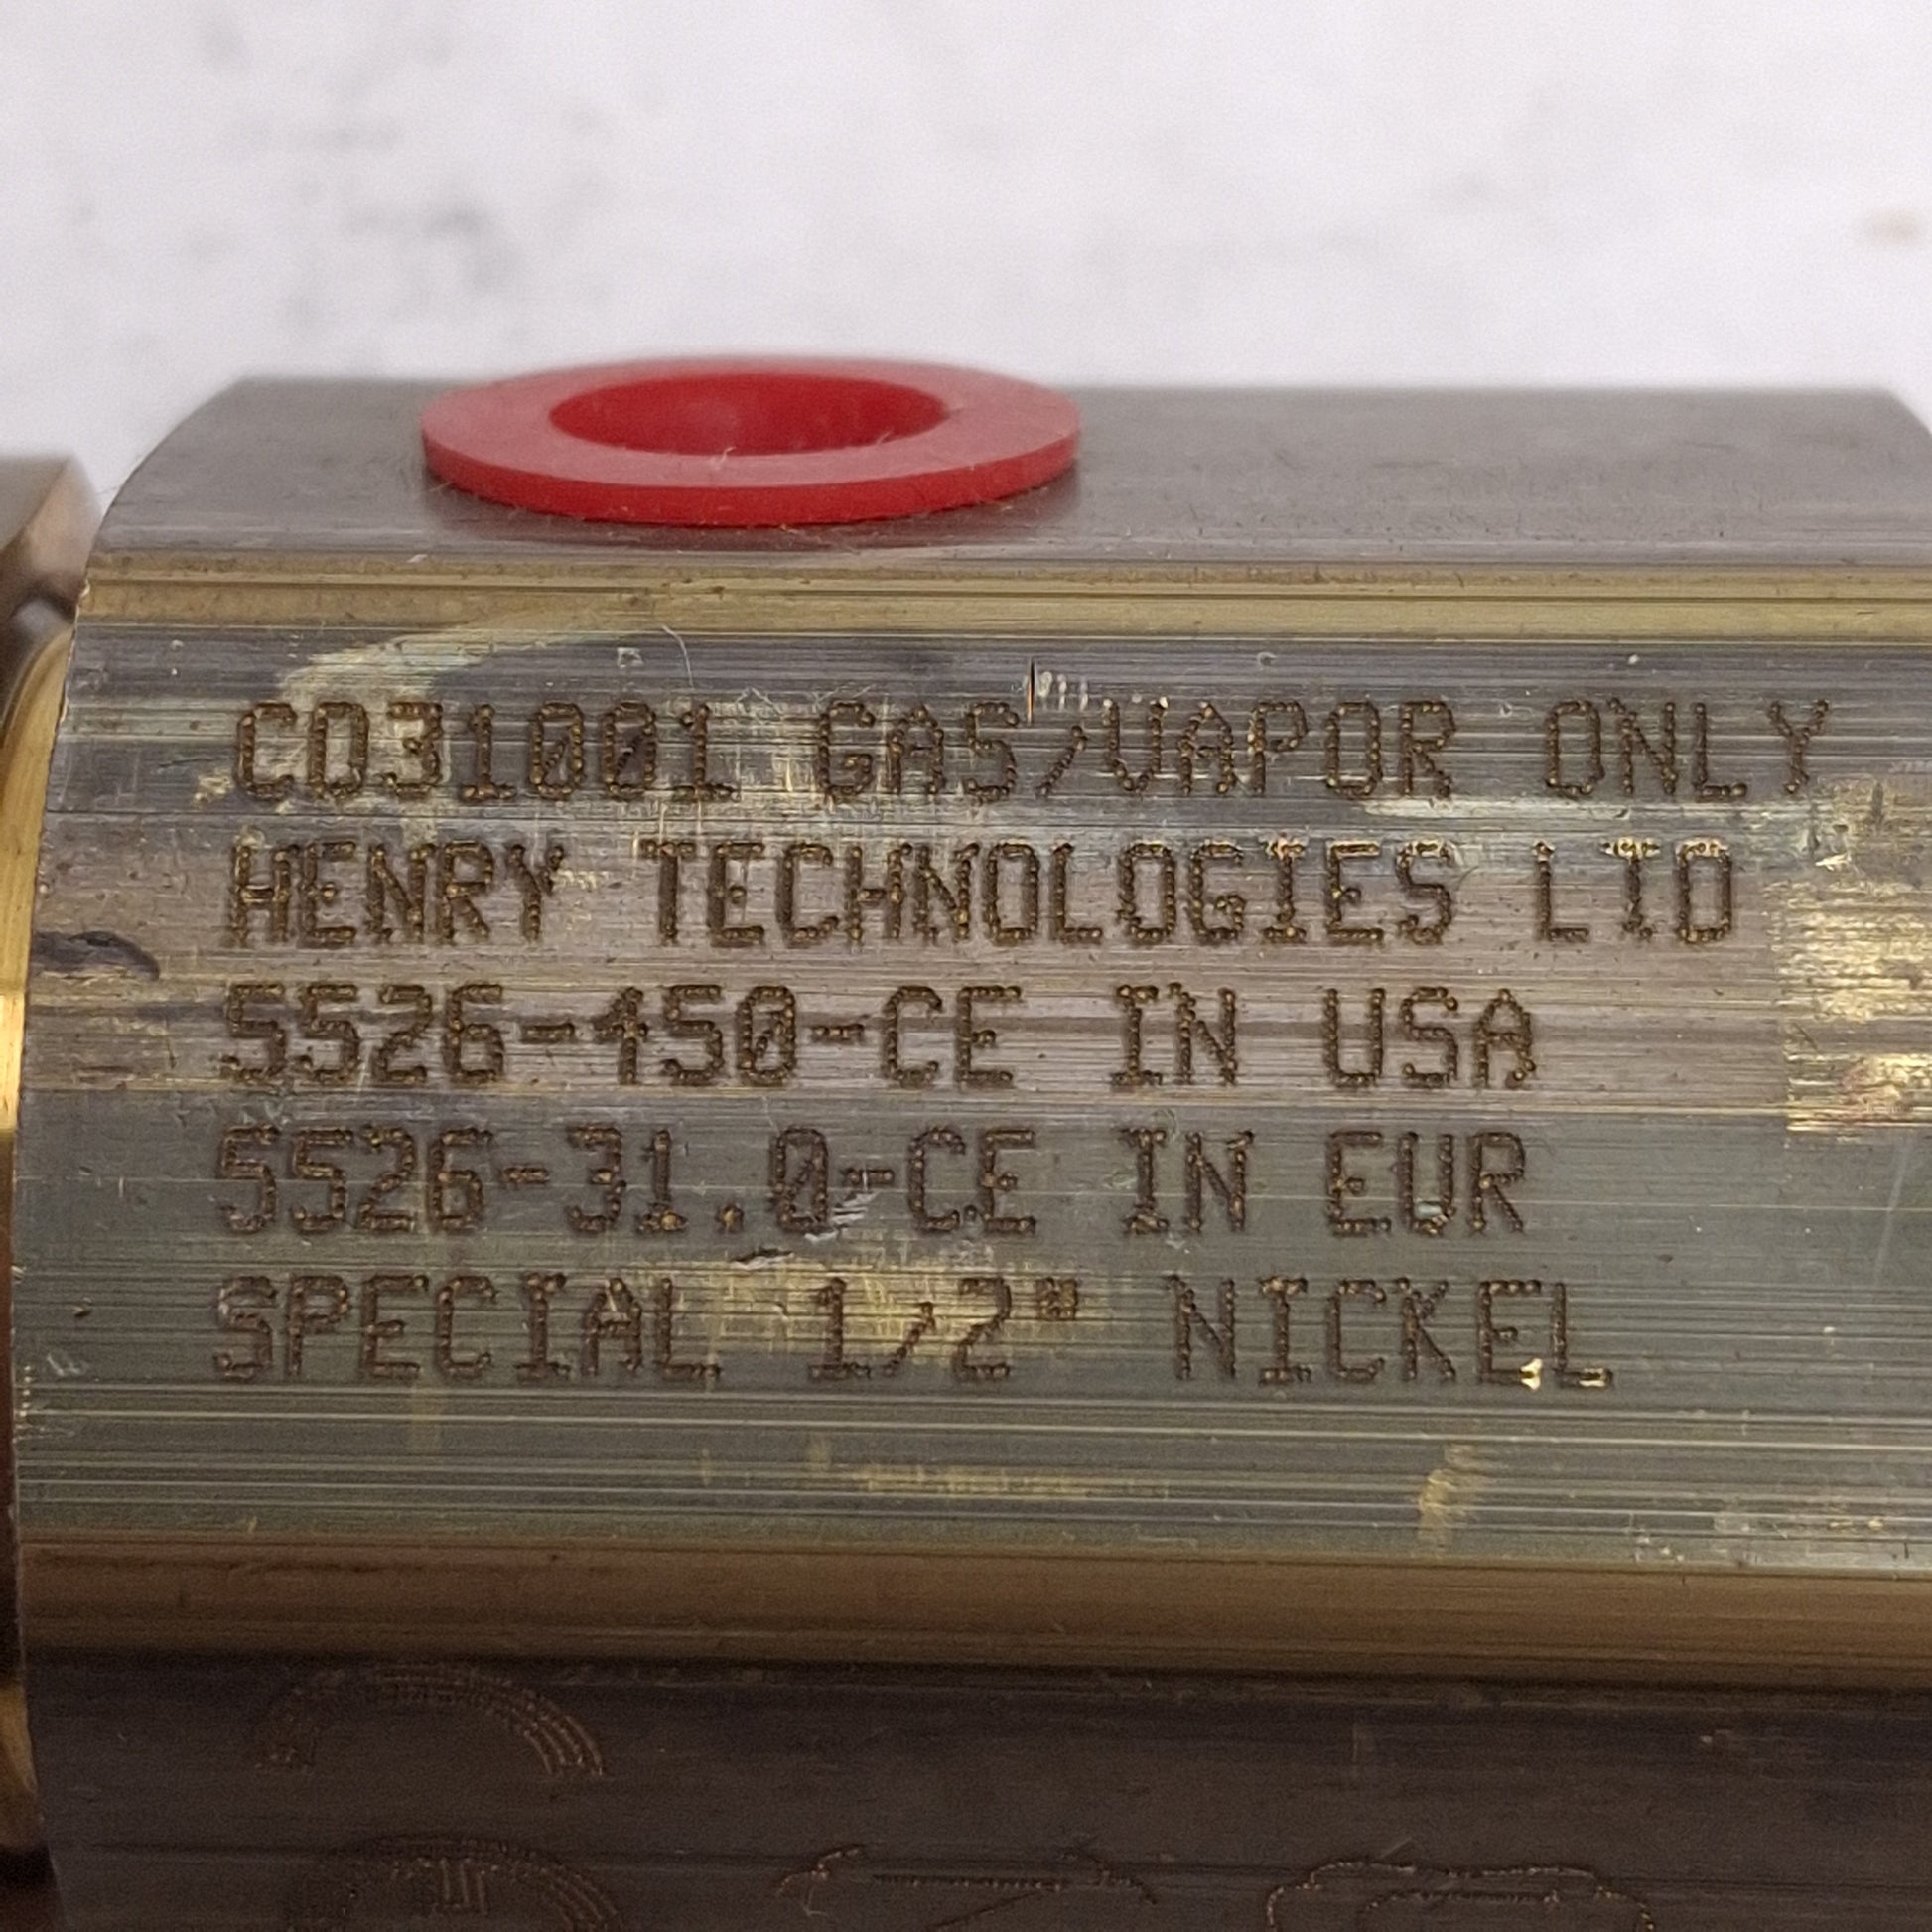 CD31001 GAS/VAPOR ONLY
HENRY TECHNOLOGIES LTD
5526-450-CE IN USA
5526-31.0-CE IN EUR
SPECIAL 1/2" NICKEL